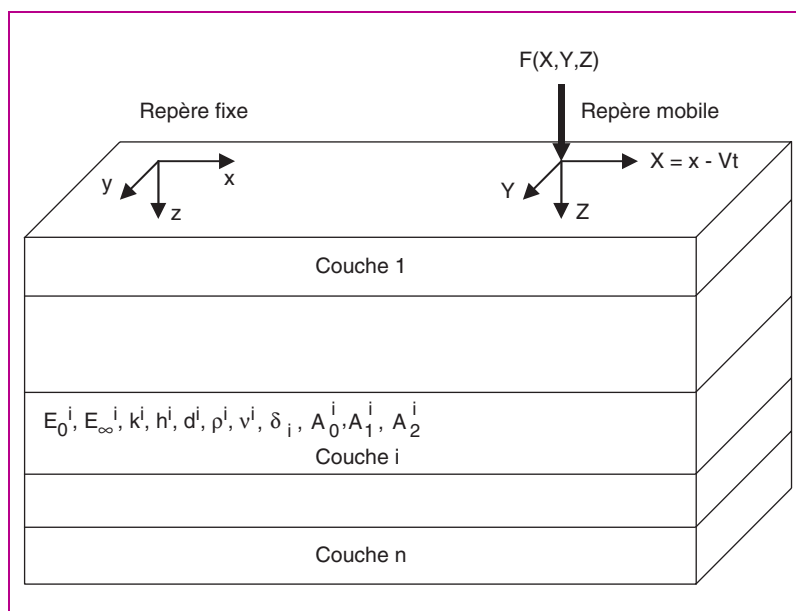 F(X,Y,Z)
Repère fixe
Repère mobile
x
y
z
X = x - Vt
Y
Z
Couche 1
E₀ⁱ, E∞ⁱ, kⁱ, hⁱ, dⁱ, ρⁱ, νⁱ, δᵢ, A₀ⁱ, A₁ⁱ, A₂ⁱ
Couche i
Couche n